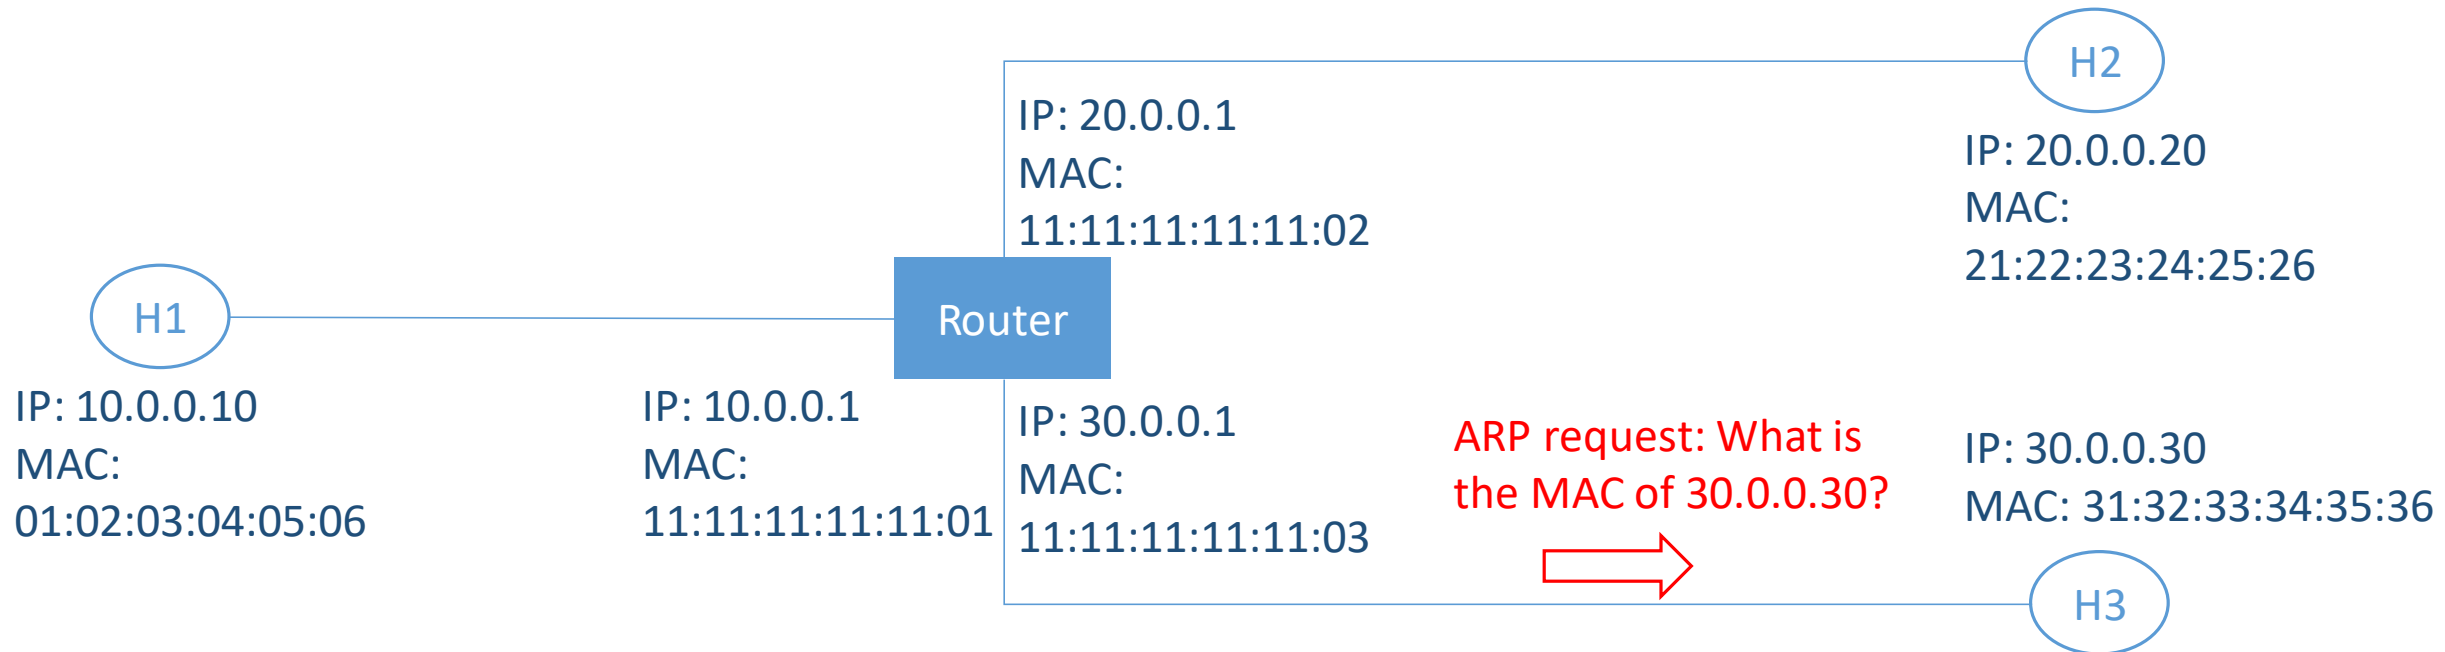 H2
IP: 20.0.0.1
MAC:
11:11:11:11:11:02
IP: 20.0.0.20
MAC:
21:22:23:24:25:26
H1
Router
IP: 10.0.0.10
MAC:
01:02:03:04:05:06
IP: 10.0.0.1
MAC:
11:11:11:11:11:01
IP: 30.0.0.1
MAC:
11:11:11:11:11:03
ARP request: What is
the MAC of 30.0.0.30?
IP: 30.0.0.30
MAC: 31:32:33:34:35:36
H3